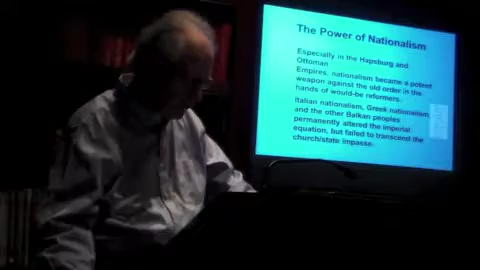 The Power of Nationalism
Especially in the Hapsburg and
Ottoman
Empires, nationalism became a potent
weapon against the old order in the
hands of would-be reformers.
Italian nationalism, Greek nationalism,
and the other Balkan peoples
permanently altered the imperial
equation, but failed to transcend the
church/state impasse.